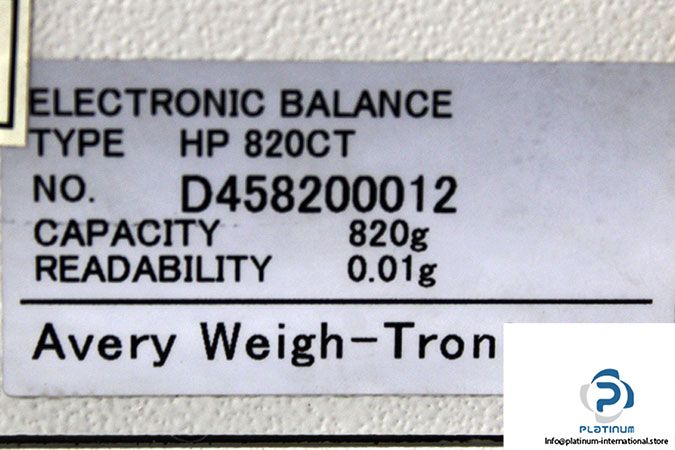 ELECTRONIC BALANCE
TYPE HP 820CT
NO. D458200012
CAPACITY 820g
READABILITY 0.01g
Avery Weigh-Tron
PLATINUM
Info@platinum-international.store